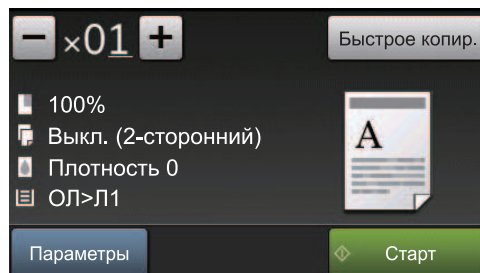 ×01 Быстрое копир.
100%
Выкл. (2-сторонний)
Плотность 0
ОЛ>Л1
A
Параметры Старт